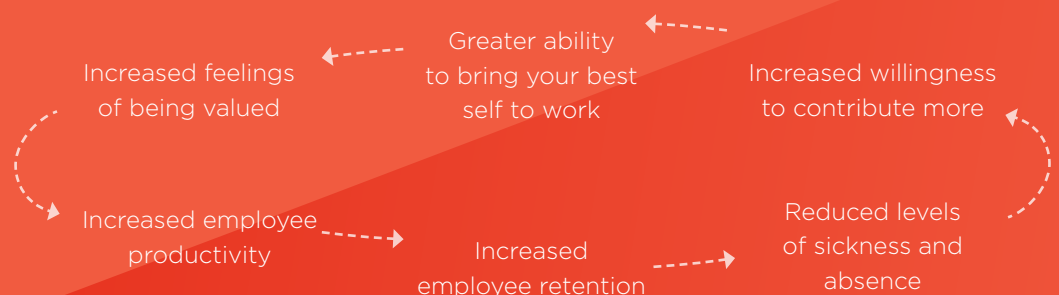 Greater ability
to bring your best
self to work
Increased feelings
of being valued
Increased willingness
to contribute more
Increased employee
productivity
Increased
employee retention
Reduced levels
of sickness and
absence